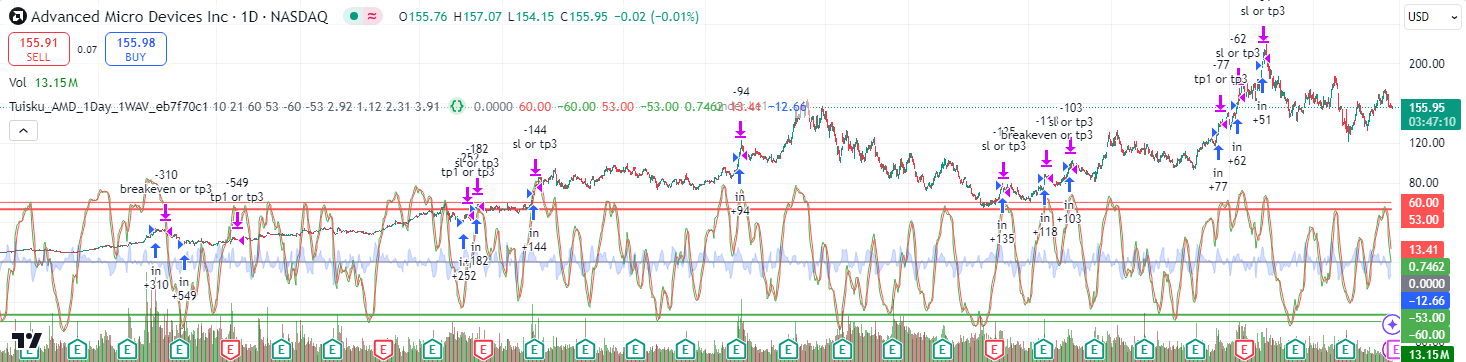 Advanced Micro Devices Inc · 1D · NASDAQ O155.76 H157.07 L154.15 C155.95 −0.02 (−0.01%)
USD
155.91
SELL
0.07
155.98
BUY
Vol 13.15M
Tuisku_AMD_1Day_1WAV_eb7f70c1 10 21 60 53 -60 -53 2.92 1.12 2.31 3.91 0.0000 60.00 −60.00 53.00 −53.00 0.7462 13.41 −12.66
sl or tp3
-62
sl or tp3
-77
tp1 or tp3
in
+51
in
+62
in
+77
-94
in
+94
-103
sl or tp3
breakeven or tp3
sl or tp3
in
+103
in
+118
in
+135
-144
sl or tp3
in
+144
-182
sl or tp3
tp1 or tp3
in
in
+252
-310
breakeven or tp3
in
+310
-549
tp1 or tp3
in
+549
200.00
155.95
03:47:10
120.00
80.00
60.00
53.00
13.41
0.7462
0.0000
−12.66
−53.00
−60.00
13.15M
E E E E E E E E E E E E E E E E E E E E E E E E E E E E